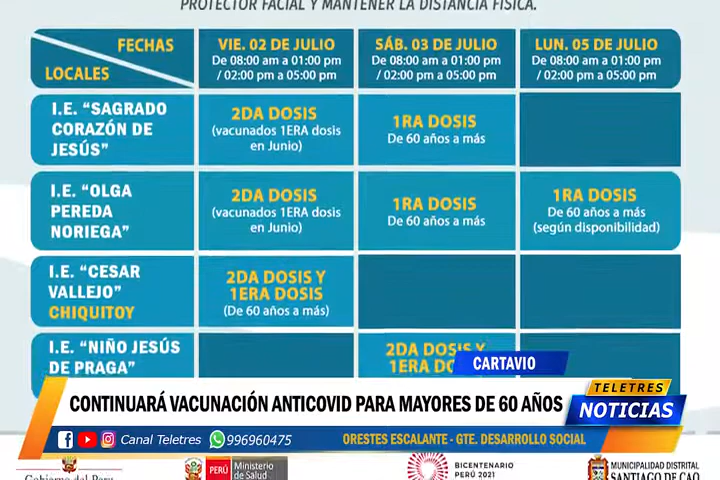 PROTECTOR FACIAL Y MANTENER LA DISTANCIA FÍSICA.
FECHAS
LOCALES
VIE. 02 DE JULIO
De 08:00 am a 01:00 pm
/ 02:00 pm a 05:00 pm
SÁB. 03 DE JULIO
De 08:00 am a 01:00 pm
/ 02:00 pm a 05:00 pm
LUN. 05 DE JULIO
De 08:00 am a 01:00 pm
/ 02:00 pm a 05:00 pm
I.E. “SAGRADO
CORAZÓN DE
JESÚS”
2DA DOSIS
(vacunados 1ERA dosis
en Junio)
1RA DOSIS
De 60 años a más
I.E. “OLGA
PEREDA
NORIEGA”
2DA DOSIS
(vacunados 1ERA dosis
en Junio)
1RA DOSIS
De 60 años a más
1RA DOSIS
De 60 años a más
(según disponibilidad)
I.E. “CESAR
VALLEJO”
CHIQUITOY
2DA DOSIS Y
1ERA DOSIS
(De 60 años a más)
I.E. “NIÑO JESÚS
DE PRAGA”
2DA DOSIS Y
1ERA DO
CARTAVIO
CONTINUARÁ VACUNACIÓN ANTICOVID PARA MAYORES DE 60 AÑOS
TELETRES
NOTICIAS
Canal Teletres
996960475
ORESTES ESCALANTE - GTE. DESARROLLO SOCIAL
Gobierno del Perú
PERÚ
Ministerio
de Salud
BICENTENARIO
PERÚ 2021
MUNICIPALIDAD DISTRITAL
SANTIAGO DE CAO